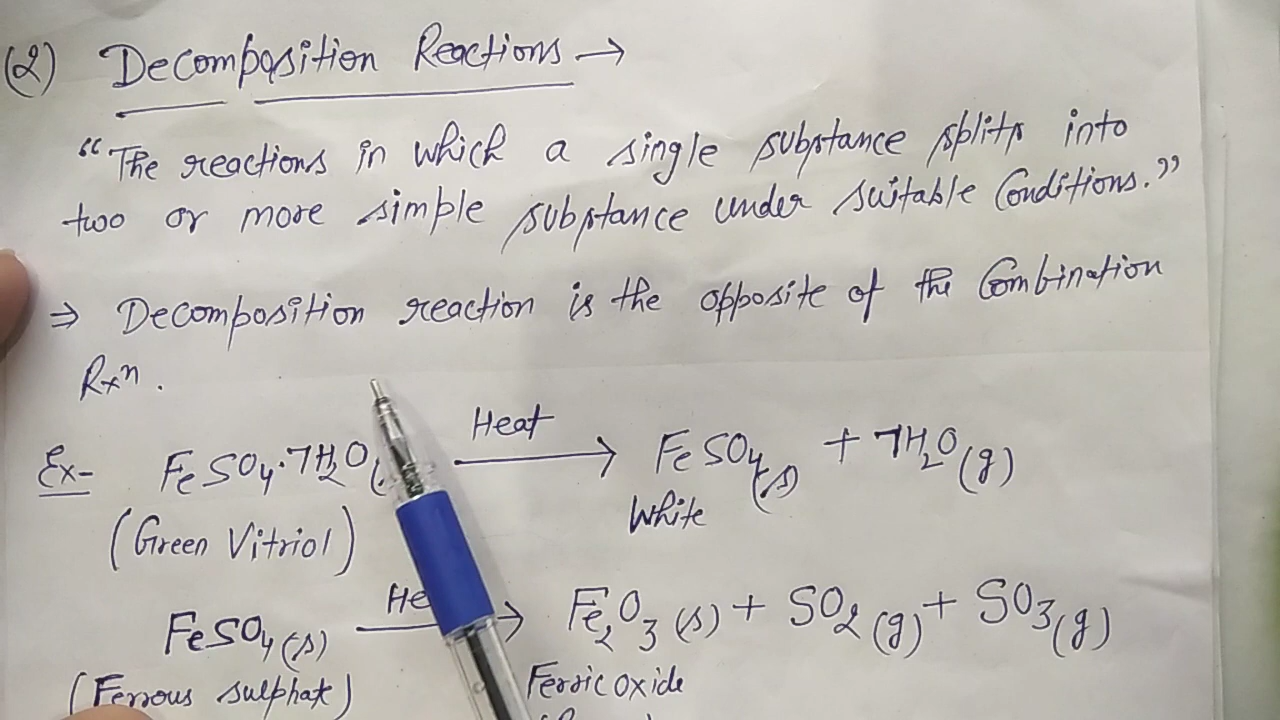 (2) Decomposition Reactions →
“The reactions in which a single substance splits into
two or more simple substance under suitable Conditions.”
⇒ Decomposition reaction is the opposite of the Combination
Rxⁿ.
Ex- FeSO₄·7H₂O( Heat → FeSO₄(s) + 7H₂O(g)
(Green Vitriol) White
FeSO₄(s) He → Fe₂O₃(s) + SO₂(g) + SO₃(g)
(Ferrous sulphate) Ferric oxide